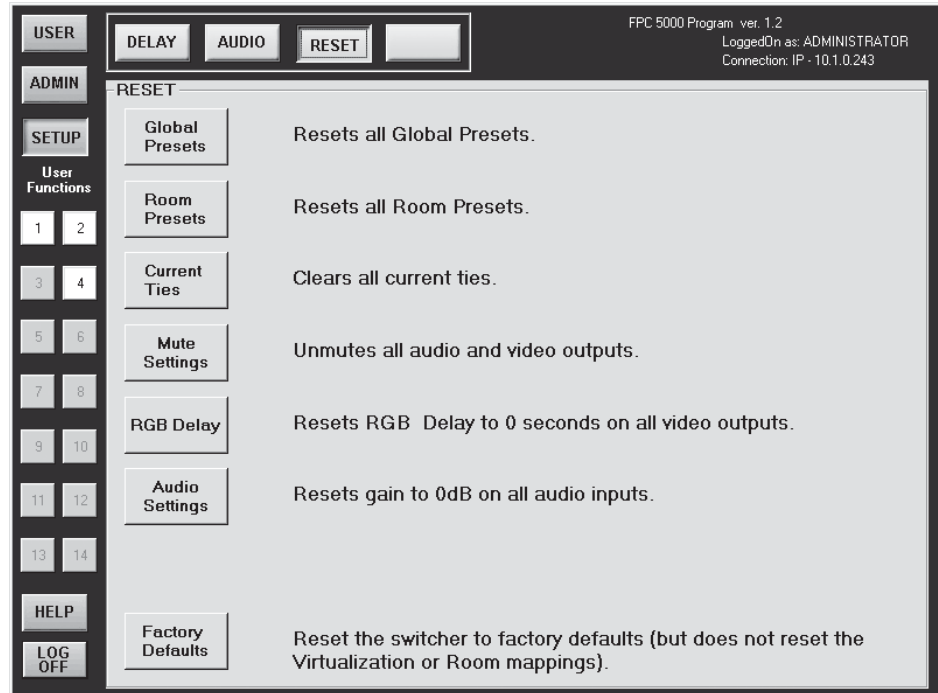 USER
DELAY
AUDIO
RESET
FPC 5000 Program ver. 1.2
LoggedOn as: ADMINISTRATOR
Connection: IP - 10.1.0.243
ADMIN
SETUP
User
Functions
1 2
3 4
5 6
7 8
9 10
11 12
13 14
HELP
LOG
OFF
RESET
Global
Presets
Resets all Global Presets.
Room
Presets
Resets all Room Presets.
Current
Ties
Clears all current ties.
Mute
Settings
Unmutes all audio and video outputs.
RGB Delay
Resets RGB Delay to 0 seconds on all video outputs.
Audio
Settings
Resets gain to 0dB on all audio inputs.
Factory
Defaults
Reset the switcher to factory defaults (but does not reset the
Virtualization or Room mappings).